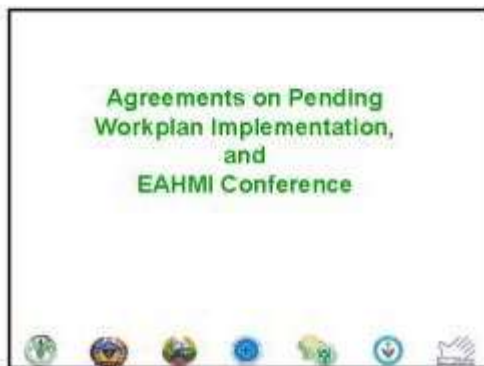 Agreements on Pending
Workplan Implementation,
and
EAHMI Conference